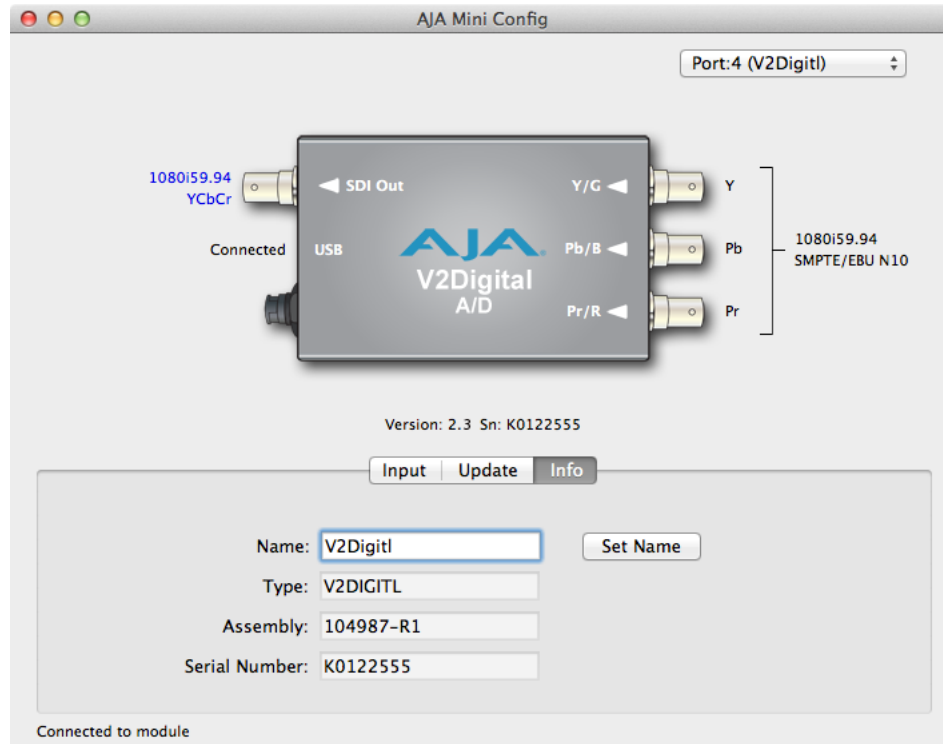 AJA Mini Config
Port:4 (V2Digitl)
1080i59.94
YCbCr
SDI Out
Y/G
Y
Connected
USB
AJA
Pb/B
Pb
1080i59.94
SMPTE/EBU N10
V2Digital
A/D
Pr/R
Pr
Version: 2.3 Sn: K0122555
Input Update Info
Name: V2Digitl Set Name
Type: V2DIGITL
Assembly: 104987-R1
Serial Number: K0122555
Connected to module